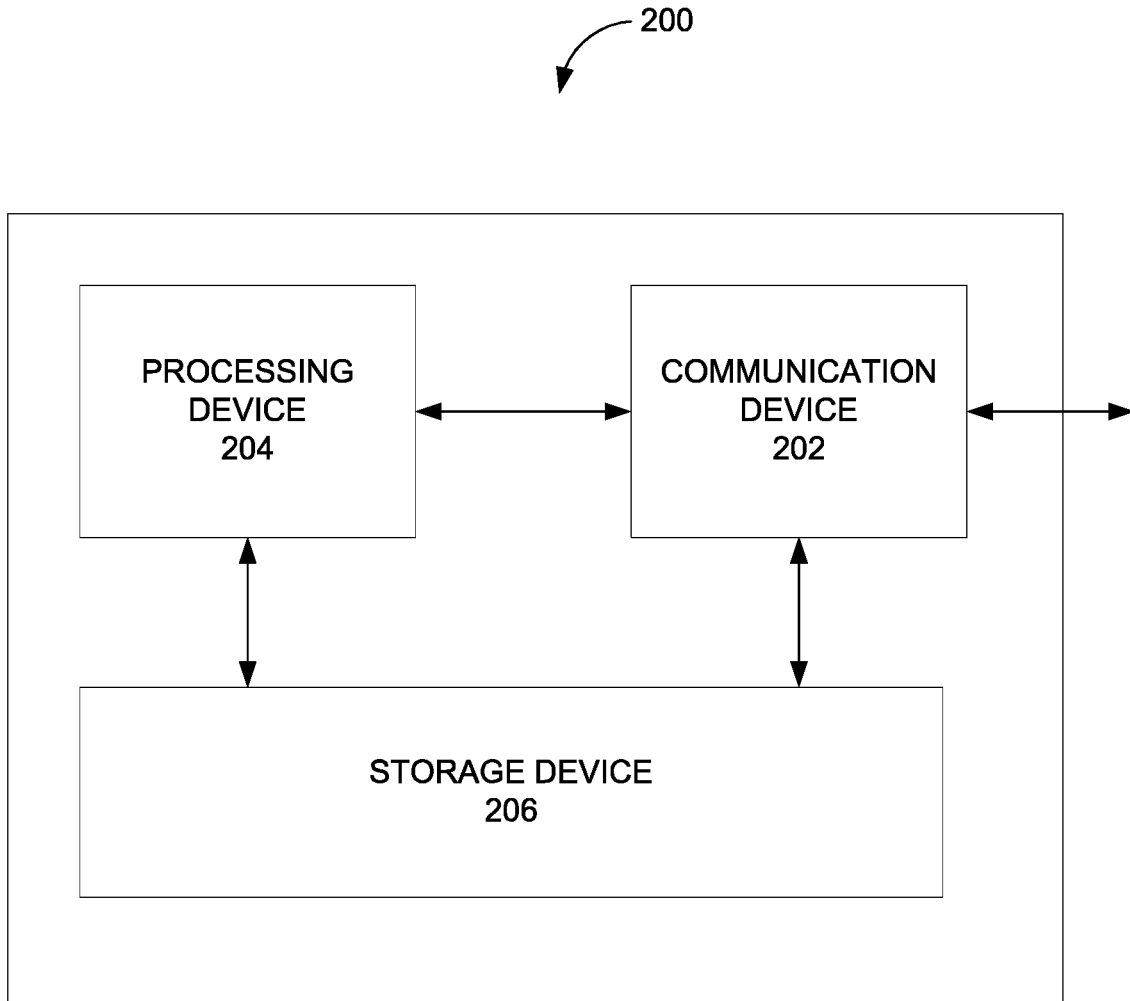 200
PROCESSING
DEVICE
204
COMMUNICATION
DEVICE
202
STORAGE DEVICE
206